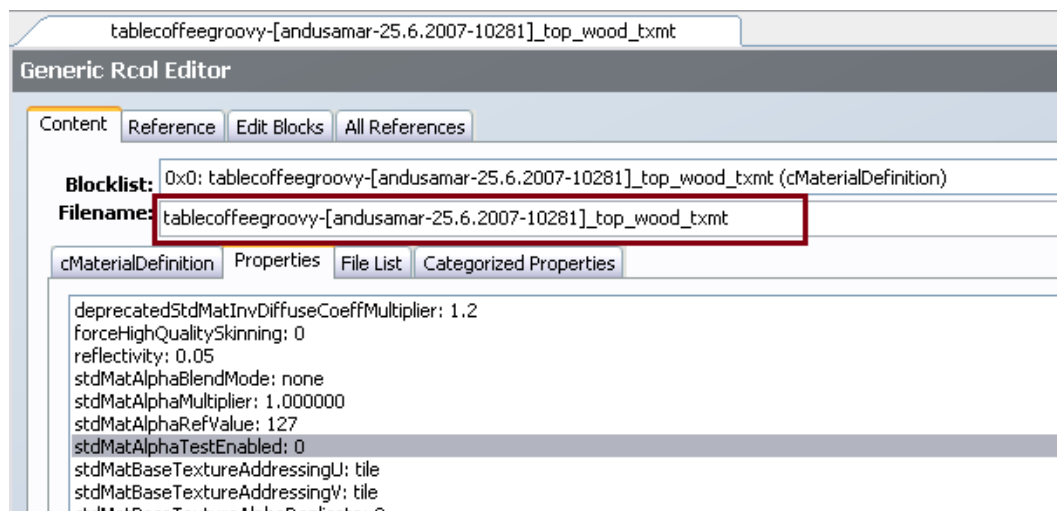 tablecoffeegroovy-[andusamar-25.6.2007-10281]_top_wood_txmt
Generic Rcol Editor
Content Reference Edit Blocks All References
Blocklist: 0x0: tablecoffeegroovy-[andusamar-25.6.2007-10281]_top_wood_txmt (cMaterialDefinition)
Filename: tablecoffeegroovy-[andusamar-25.6.2007-10281]_top_wood_txmt
cMaterialDefinition Properties File List Categorized Properties
deprecatedStdMatInvDiffuseCoeffMultiplier: 1.2
forceHighQualitySkinning: 0
reflectivity: 0.05
stdMatAlphaBlendMode: none
stdMatAlphaMultiplier: 1.000000
stdMatAlphaRefValue: 127
stdMatAlphaTestEnabled: 0
stdMatBaseTextureAddressingU: tile
stdMatBaseTextureAddressingV: tile